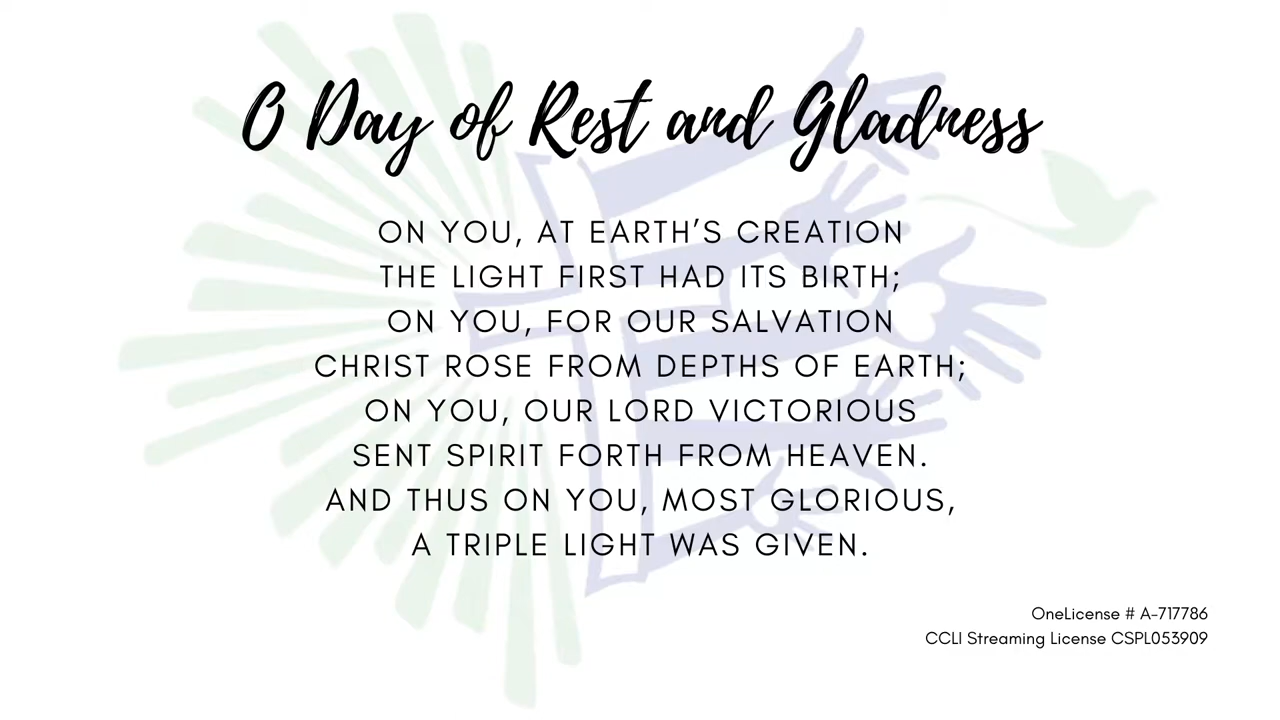 O Day of Rest and Gladness
ON YOU, AT EARTH'S CREATION
THE LIGHT FIRST HAD ITS BIRTH;
ON YOU, FOR OUR SALVATION
CHRIST ROSE FROM DEPTHS OF EARTH;
ON YOU, OUR LORD VICTORIOUS
SENT SPIRIT FORTH FROM HEAVEN.
AND THUS ON YOU, MOST GLORIOUS,
A TRIPLE LIGHT WAS GIVEN.
OneLicense # A-717786
CCLI Streaming License CSPL053909